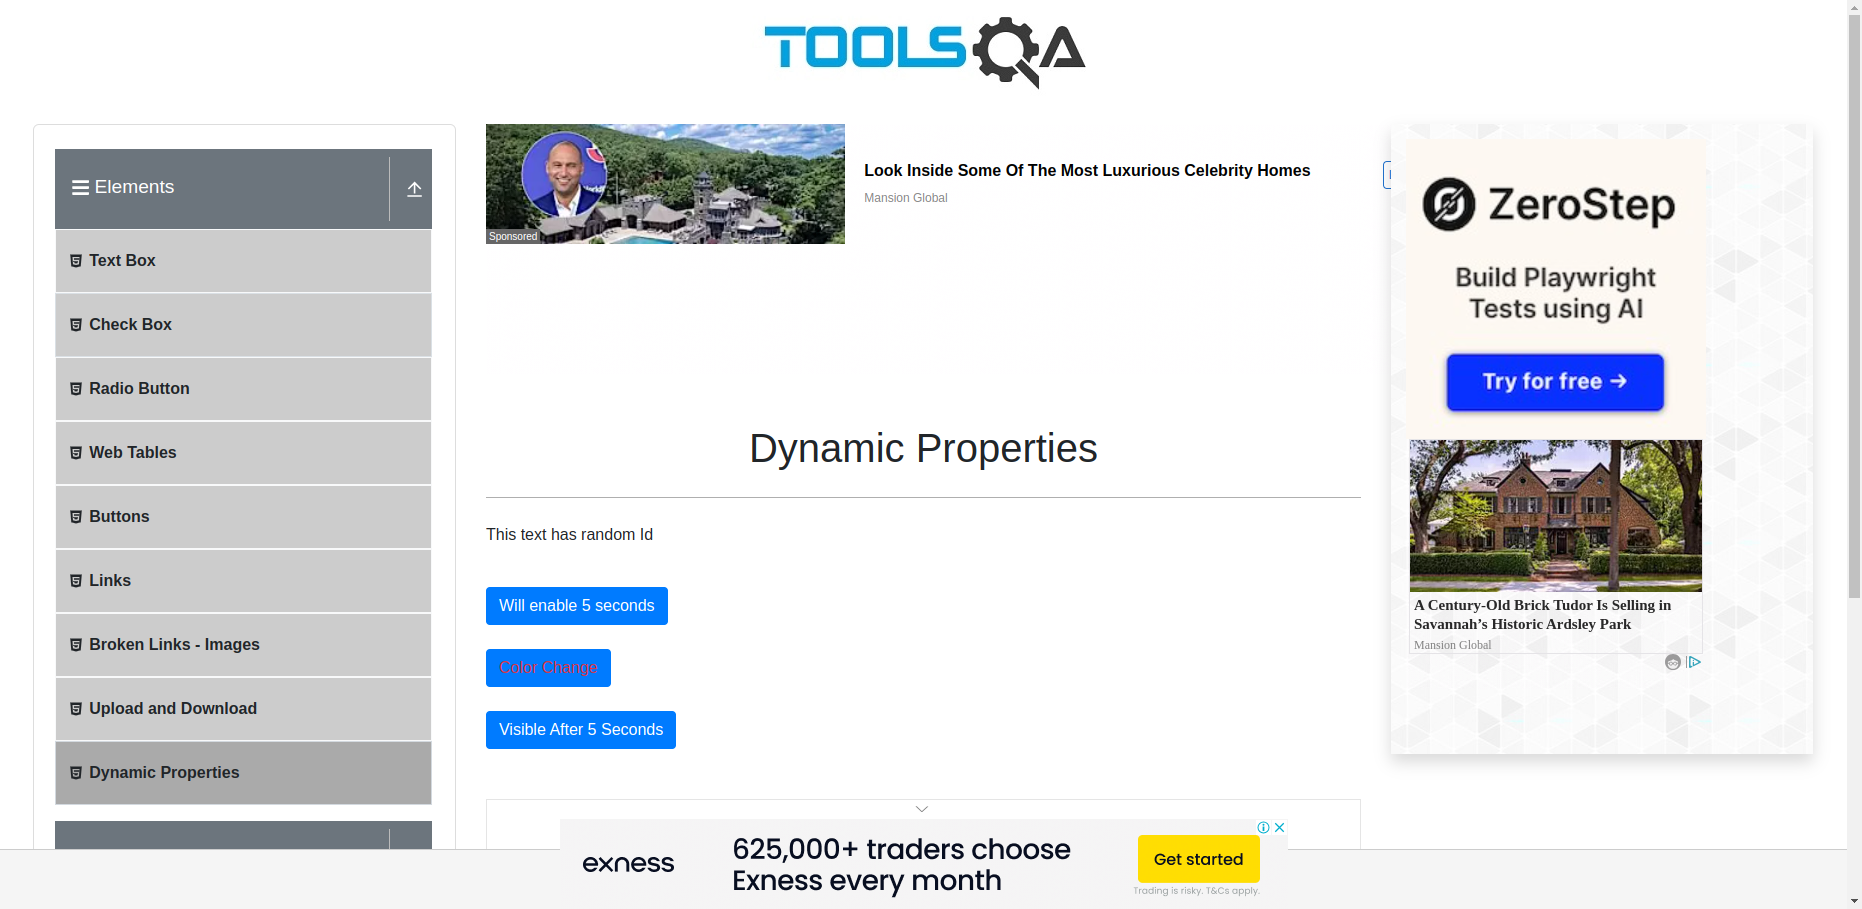 TOOLSQA
Elements
Text Box
Check Box
Radio Button
Web Tables
Buttons
Links
Broken Links - Images
Upload and Download
Dynamic Properties
Sponsored
Look Inside Some Of The Most Luxurious Celebrity Homes
Mansion Global
Dynamic Properties
This text has random Id
Will enable 5 seconds
Color Change
Visible After 5 Seconds
ZeroStep
Build Playwright
Tests using AI
Try for free →
A Century-Old Brick Tudor Is Selling in
Savannah’s Historic Ardsley Park
Mansion Global
exness
625,000+ traders choose
Exness every month
Get started
Trading is risky. T&Cs apply.